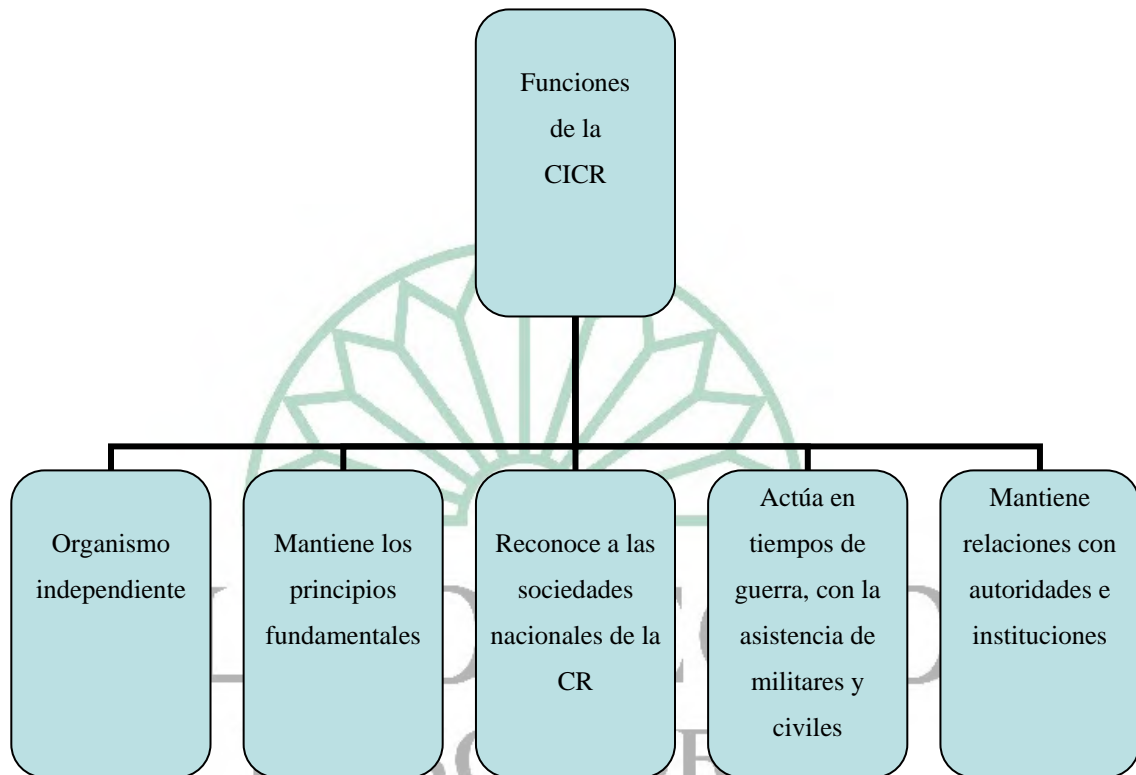 Funciones
de la
CICR
Organismo
independiente
Mantiene los
principios
fundamentales
Reconoce a las
sociedades
nacionales de la
CR
Actúa en
tiempos de
guerra, con la
asistencia de
militares y
civiles
Mantiene
relaciones con
autoridades e
instituciones